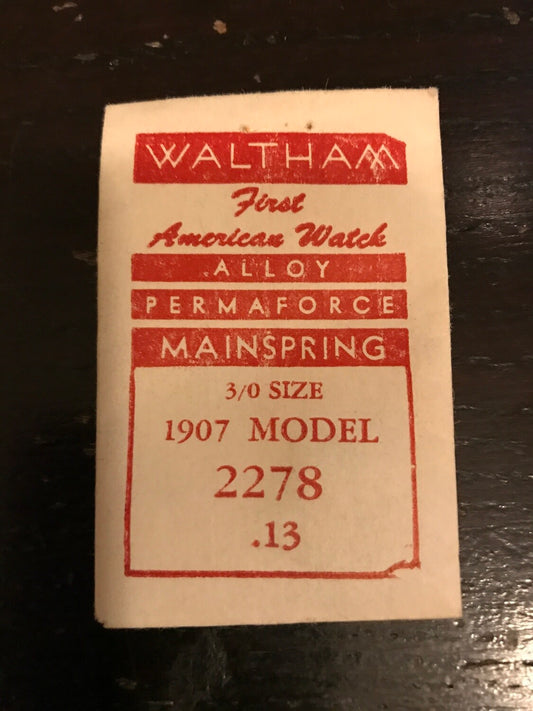 WALTHAM
First
American Watch
ALLOY
PERMAFORCE
MAINSPRING
3/0 SIZE
1907 MODEL
2278
.13